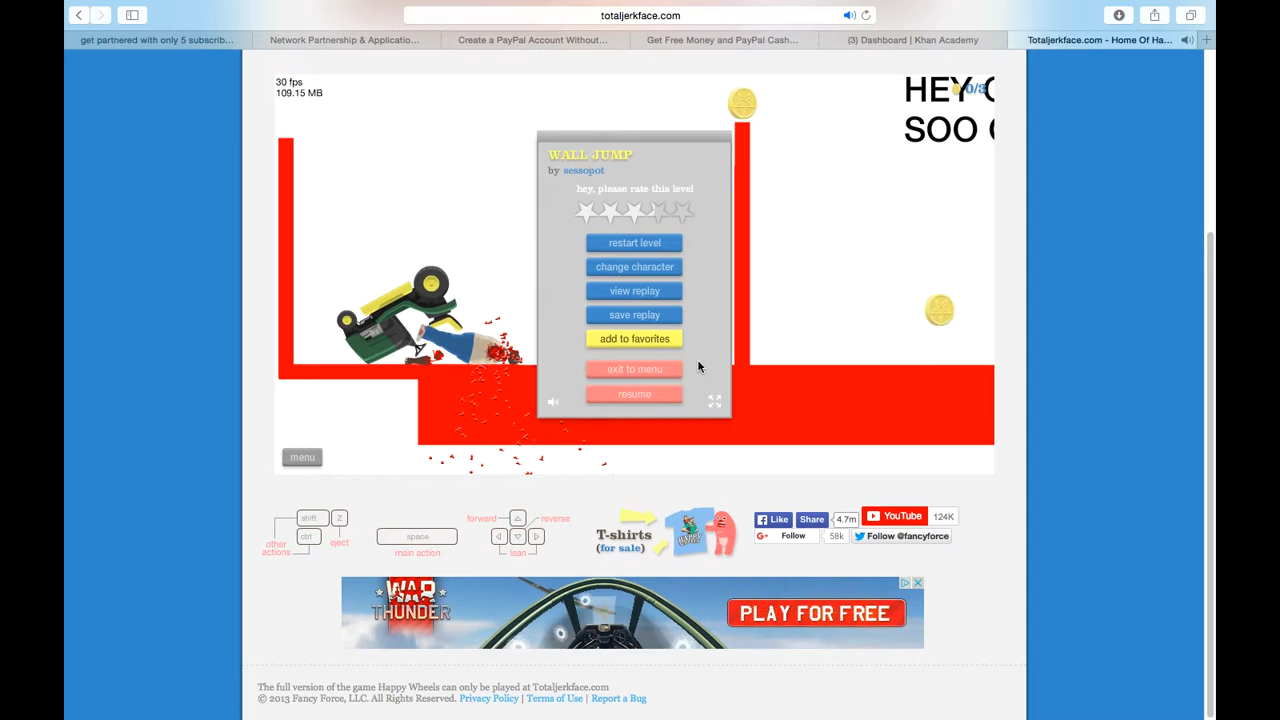 totaljerkface.com
get partnered with only 5 subscrib...
Network Partnership & Applicatio...
Create a PayPal Account Without...
Get Free Money and PayPal Cash...
(3) Dashboard | Khan Academy
Totaljerkface.com - Home Of Ha...
30 fps
109.15 MB
HEY
0/3
SOO
WALL JUMP
by sessopot
hey, please rate this level
restart level
change character
view replay
save replay
add to favorites
exit to menu
resume
menu
shift
Z
ctrl
other actions
eject
space
main action
forward
reverse
lean
T-shirts
(for sale)
Like
Share
4.7m
YouTube
124K
Follow
58k
Follow @fancyforce
WAR THUNDER
PLAY FOR FREE
The full version of the game Happy Wheels can only be played at Totaljerkface.com
© 2013 Fancy Force, LLC. All Rights Reserved. Privacy Policy | Terms of Use | Report a Bug